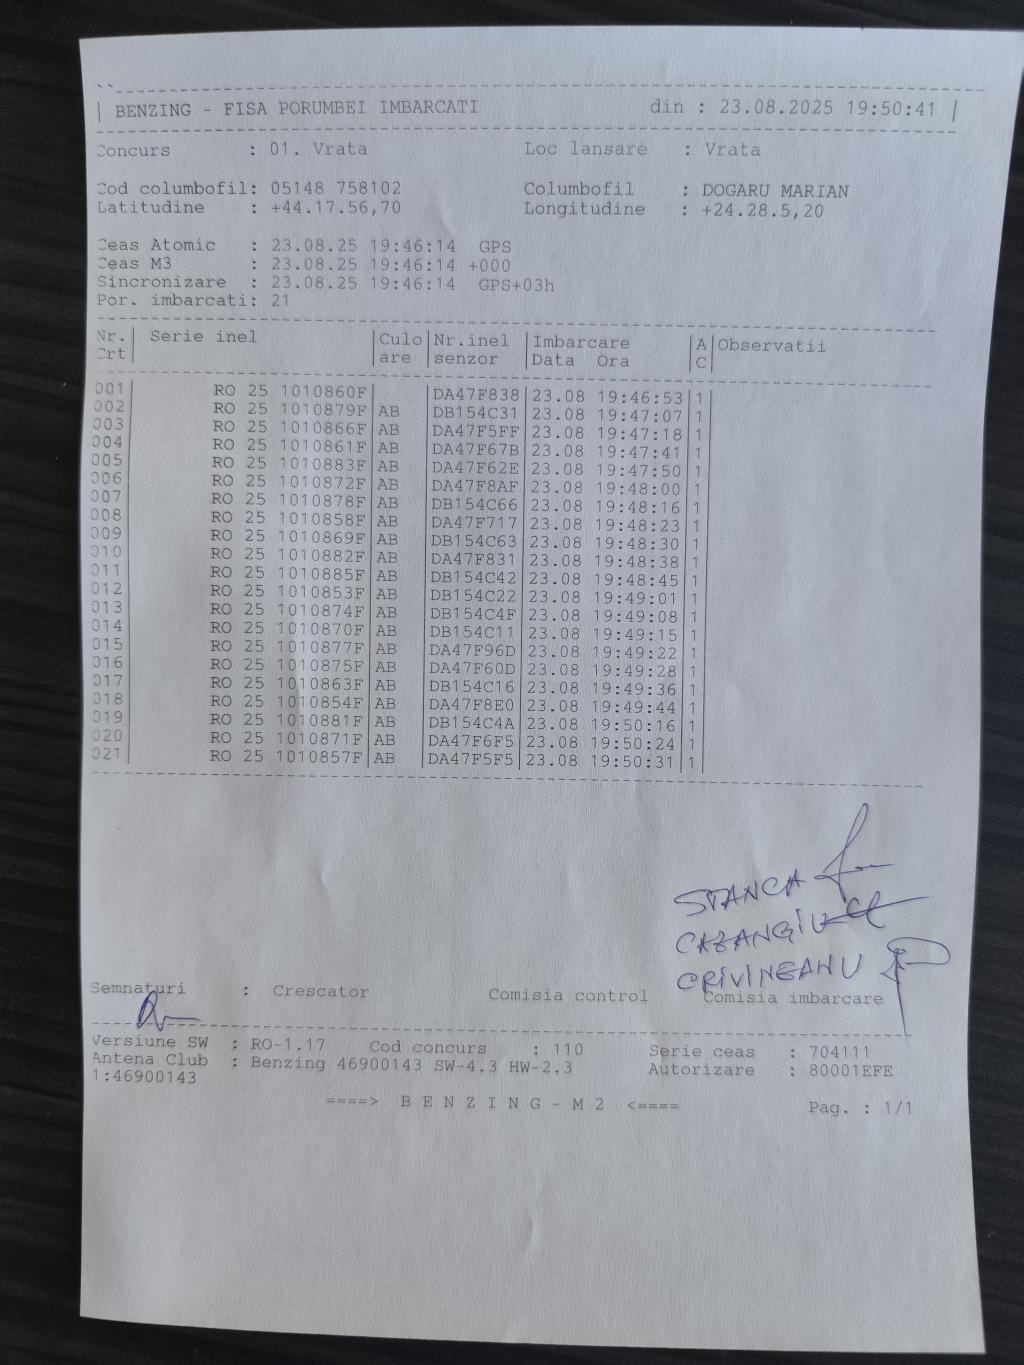 BENZING - FISA PORUMBEI IMBARCATI din : 23.08.2025 19:50:41
Concurs : 01. Vrata Loc lansare : Vrata
Cod columbofil: 05148 758102 Columbofil : DOGARU MARIAN
Latitudine : +44.17.56,70 Longitudine : +24.28.5,20
Ceas Atomic : 23.08.25 19:46:14 GPS
Ceas M3 : 23.08.25 19:46:14 +000
Sincronizare : 23.08.25 19:46:14 GPS+03h
Por. imbarcati: 21
Nr. | Serie inel | Culo | Nr.inel | Imbarcare | A | Observatii
Crt | | are | senzor | Data Ora | C |
001 | RO 25 1010860F | | DA47F838 | 23.08 19:46:53 | 1 |
002 | RO 25 1010879F | AB | DB154C31 | 23.08 19:47:07 | 1 |
003 | RO 25 1010866F | AB | DA47F5FF | 23.08 19:47:18 | 1 |
004 | RO 25 1010861F | AB | DA47F67B | 23.08 19:47:41 | 1 |
005 | RO 25 1010883F | AB | DA47F62E | 23.08 19:47:50 | 1 |
006 | RO 25 1010872F | AB | DA47F8AF | 23.08 19:48:00 | 1 |
007 | RO 25 1010878F | AB | DB154C66 | 23.08 19:48:16 | 1 |
008 | RO 25 1010858F | AB | DA47F717 | 23.08 19:48:23 | 1 |
009 | RO 25 1010869F | AB | DB154C63 | 23.08 19:48:30 | 1 |
010 | RO 25 1010882F | AB | DA47F831 | 23.08 19:48:38 | 1 |
011 | RO 25 1010885F | AB | DB154C42 | 23.08 19:48:45 | 1 |
012 | RO 25 1010853F | AB | DB154C22 | 23.08 19:49:01 | 1 |
013 | RO 25 1010874F | AB | DB154C4F | 23.08 19:49:08 | 1 |
014 | RO 25 1010870F | AB | DB154C11 | 23.08 19:49:15 | 1 |
015 | RO 25 1010877F | AB | DA47F96D | 23.08 19:49:22 | 1 |
016 | RO 25 1010875F | AB | DA47F60D | 23.08 19:49:28 | 1 |
017 | RO 25 1010863F | AB | DB154C16 | 23.08 19:49:36 | 1 |
018 | RO 25 1010854F | AB | DA47F8E0 | 23.08 19:49:44 | 1 |
019 | RO 25 1010881F | AB | DB154C4A | 23.08 19:50:16 | 1 |
020 | RO 25 1010871F | AB | DA47F6F5 | 23.08 19:50:24 | 1 |
021 | RO 25 1010857F | AB | DA47F5F5 | 23.08 19:50:31 | 1 |
STANCA
CAZANGIU
CRIVINEANU
Semnaturi : Crescator Comisia control Comisia imbarcare
Versiune SW : RO-1.17 Cod concurs : 110 Serie ceas : 704111
Antena Club : Benzing 46900143 SW-4.3 HW-2.3 Autorizare : 80001EFE
1:46900143
====> B E N Z I N G - M 2 <==== Pag. : 1/1